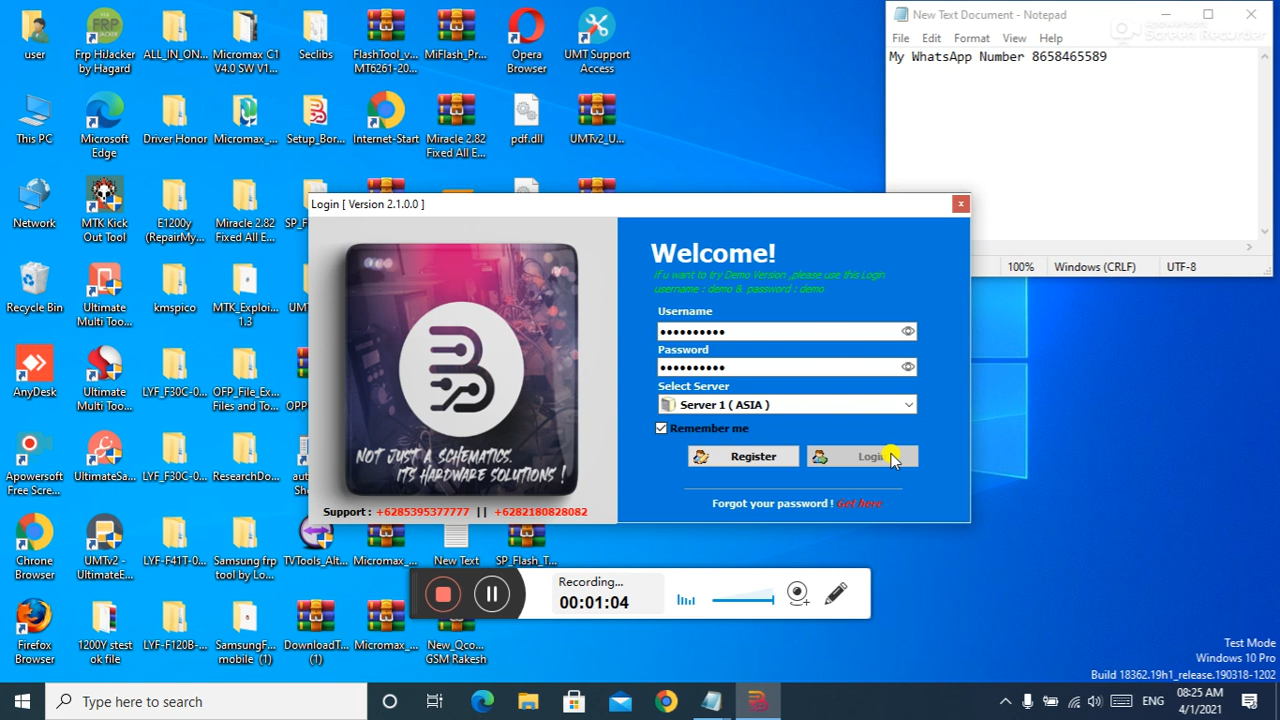 user
Frp HiJacker
by Hagard
ALL_IN_ON...
Micromax C1
V4.0 SW V1...
Seclibs
FlashTool_v...
MT6261-20...
MiFlash_Pr...
Opera
Browser
UMT Support
Access
This PC
Microsoft
Edge
Driver Honor
Micromax_...
Setup_Bor...
Internet-Start
Miracle 2.82
Fixed All E...
pdf.dll
UMTv2_U...
Network
MTK Kick
Out Tool
E1200y
(RepairMy...
Miracle 2.82
Fixed All E...
Recycle Bin
Ultimate
Multi Too...
kmspico
MTK_Exploi...
1.3
AnyDesk
Ultimate
Multi Too...
LYF_F30C-0...
OFP_File_Ex...
Files and To...
Apowersoft
Free Scre...
UltimateSa...
LYF_F30C-0...
ResearchDo...
Chrome
Browser
UMTv2 -
UltimateE...
LYF-F41T-0...
Samsung frp
tool by Lo...
TVTools_Alt...
Micromax_...
New Text
SP_Flash_T...
Firefox
Browser
1200Y stest
ok file
LYF-F120B-...
SamsungF...
mobile (1)
DownloadT...
(1)
Micromax_...
New_Qco...
GSM Rakesh
New Text Document - Notepad
Apowersoft
Screen Recorder
File Edit Format View Help
My WhatsApp Number 8658465589
100% Windows (CRLF) UTF-8
Login [ Version 2.1.0.0 ]
NOT JUST A SCHEMATICS,
ITS HARDWARE SOLUTIONS !
Support : +6285395377777 || +6282180828082
Welcome!
if u want to try Demo Version ,please use this Login
username : demo & password : demo
Username
Password
Select Server
Server 1 ( ASIA )
Remember me
Register
Login
Forgot your password ! Get here
Recording...
00:01:04
Test Mode
Windows 10 Pro
Build 18362.19h1_release.190318-1202
Type here to search
ENG
08:25 AM
4/1/2021